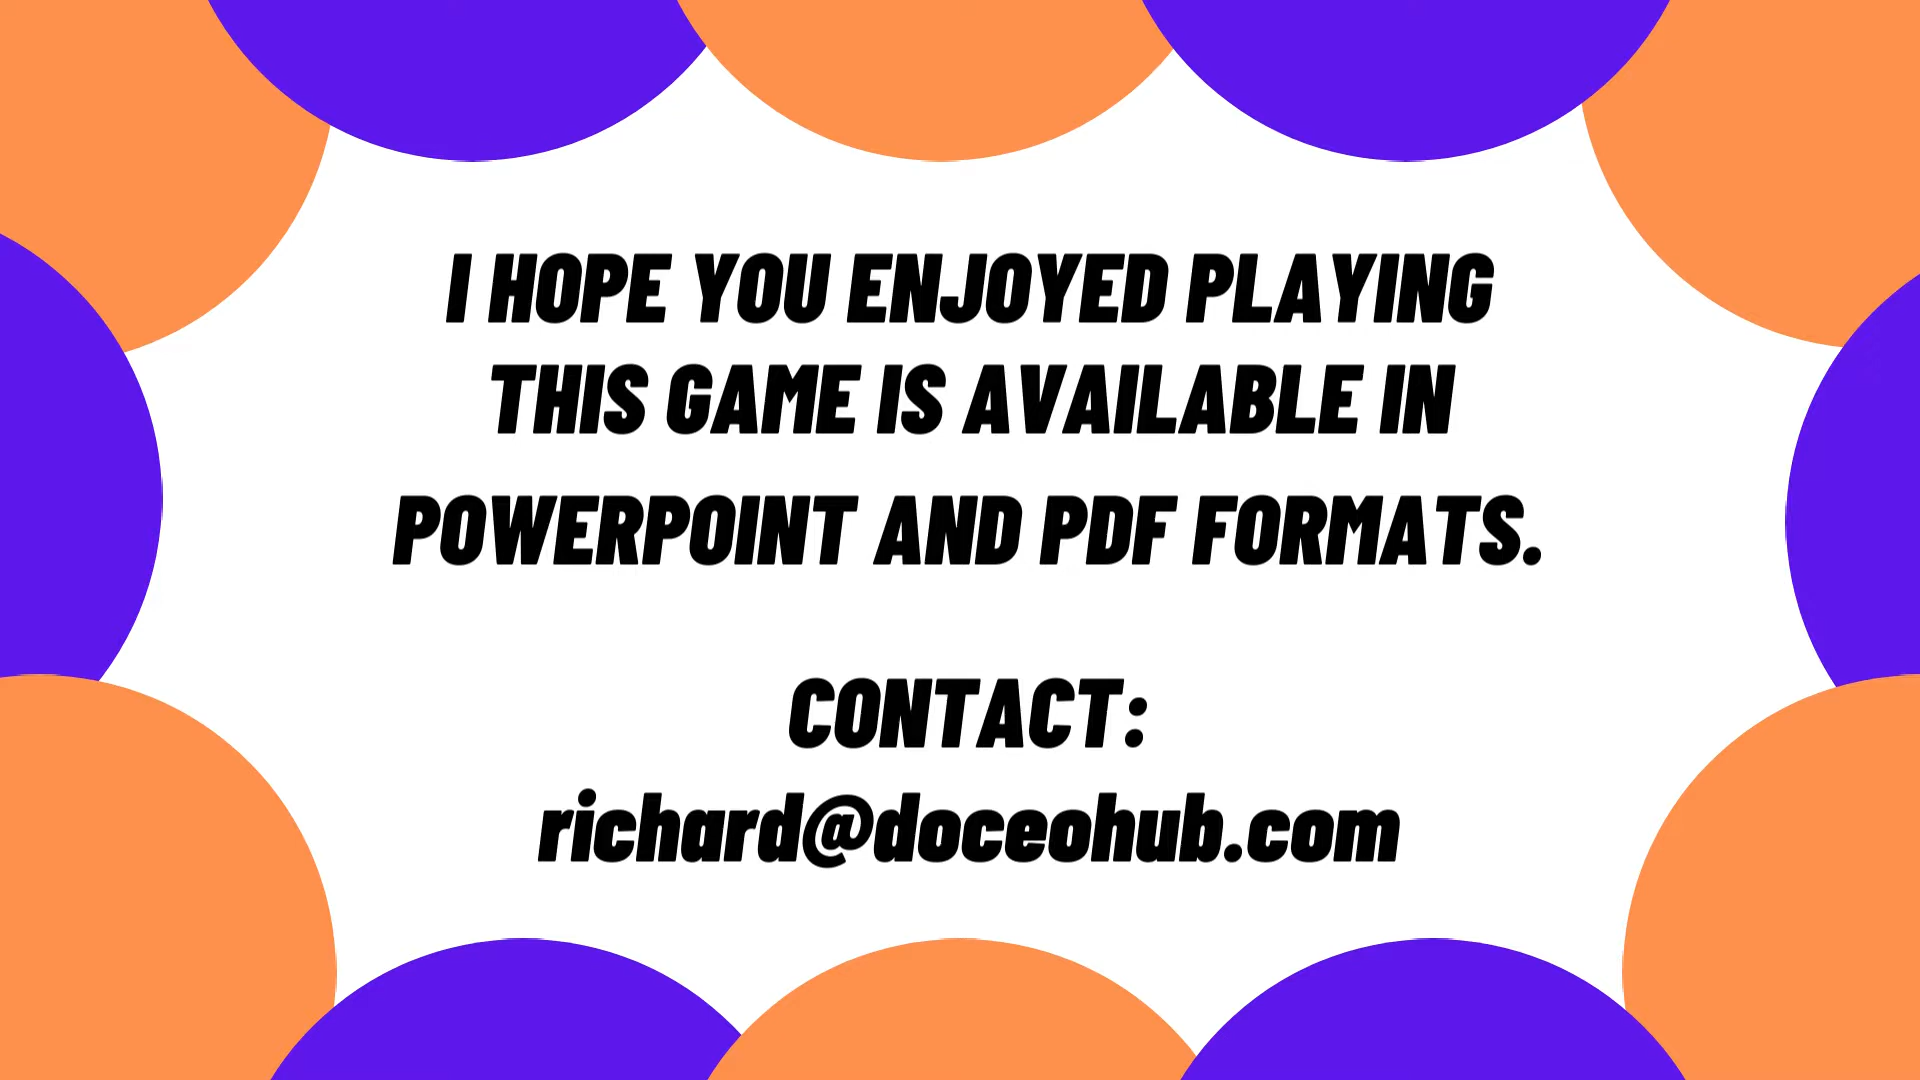 I HOPE YOU ENJOYED PLAYING
THIS GAME IS AVAILABLE IN
POWERPOINT AND PDF FORMATS.
CONTACT:
richard@doceohub.com